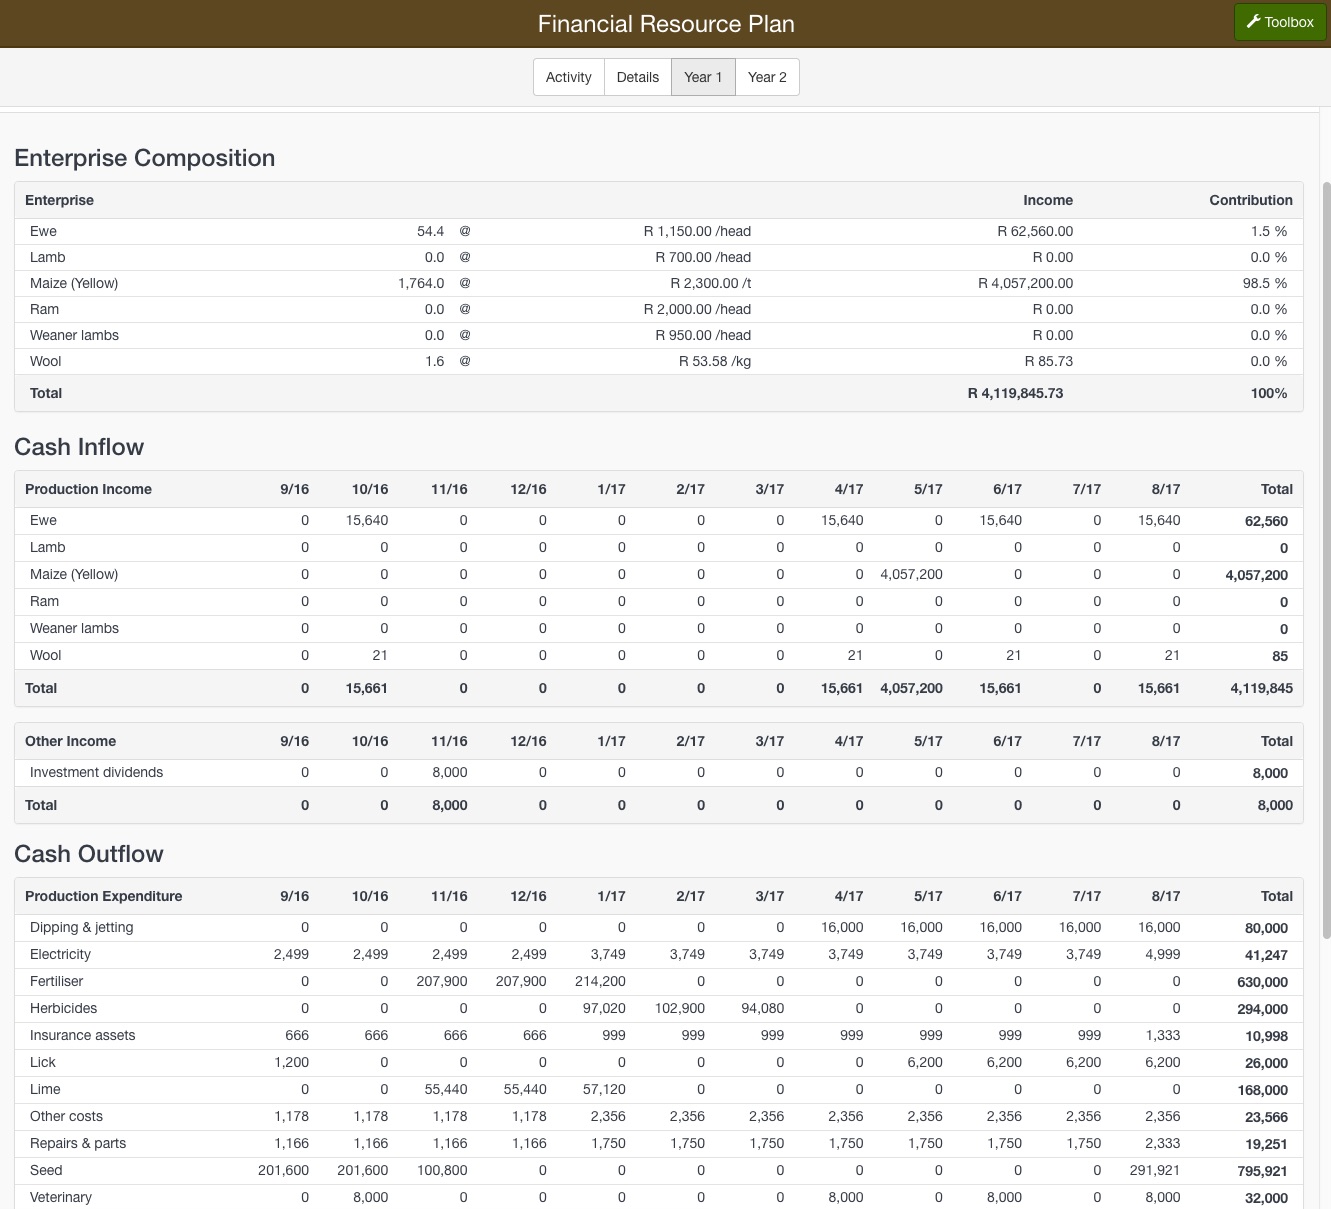 Financial Resource Plan
Toolbox
Activity Details Year 1 Year 2
Enterprise Composition
Enterprise Income Contribution
Ewe 54.4 @ R 1,150.00 /head R 62,560.00 1.5 %
Lamb 0.0 @ R 700.00 /head R 0.00 0.0 %
Maize (Yellow) 1,764.0 @ R 2,300.00 /t R 4,057,200.00 98.5 %
Ram 0.0 @ R 2,000.00 /head R 0.00 0.0 %
Weaner lambs 0.0 @ R 950.00 /head R 0.00 0.0 %
Wool 1.6 @ R 53.58 /kg R 85.73 0.0 %
Total R 4,119,845.73 100%
Cash Inflow
Production Income 9/16 10/16 11/16 12/16 1/17 2/17 3/17 4/17 5/17 6/17 7/17 8/17 Total
Ewe 0 15,640 0 0 0 0 0 15,640 0 15,640 0 15,640 62,560
Lamb 0 0 0 0 0 0 0 0 0 0 0 0 0
Maize (Yellow) 0 0 0 0 0 0 0 0 4,057,200 0 0 0 4,057,200
Ram 0 0 0 0 0 0 0 0 0 0 0 0 0
Weaner lambs 0 0 0 0 0 0 0 0 0 0 0 0 0
Wool 0 21 0 0 0 0 0 21 0 21 0 21 85
Total 0 15,661 0 0 0 0 0 15,661 4,057,200 15,661 0 15,661 4,119,845
Other Income 9/16 10/16 11/16 12/16 1/17 2/17 3/17 4/17 5/17 6/17 7/17 8/17 Total
Investment dividends 0 0 8,000 0 0 0 0 0 0 0 0 0 8,000
Total 0 0 8,000 0 0 0 0 0 0 0 0 0 8,000
Cash Outflow
Production Expenditure 9/16 10/16 11/16 12/16 1/17 2/17 3/17 4/17 5/17 6/17 7/17 8/17 Total
Dipping & jetting 0 0 0 0 0 0 0 16,000 16,000 16,000 16,000 16,000 80,000
Electricity 2,499 2,499 2,499 2,499 3,749 3,749 3,749 3,749 3,749 3,749 3,749 4,999 41,247
Fertiliser 0 0 207,900 207,900 214,200 0 0 0 0 0 0 0 630,000
Herbicides 0 0 0 0 97,020 102,900 94,080 0 0 0 0 0 294,000
Insurance assets 666 666 666 666 999 999 999 999 999 999 999 1,333 10,998
Lick 1,200 0 0 0 0 0 0 0 6,200 6,200 6,200 6,200 26,000
Lime 0 0 55,440 55,440 57,120 0 0 0 0 0 0 0 168,000
Other costs 1,178 1,178 1,178 1,178 2,356 2,356 2,356 2,356 2,356 2,356 2,356 2,356 23,566
Repairs & parts 1,166 1,166 1,166 1,166 1,750 1,750 1,750 1,750 1,750 1,750 1,750 2,333 19,251
Seed 201,600 201,600 100,800 0 0 0 0 0 0 0 0 291,921 795,921
Veterinary 0 8,000 0 0 0 0 0 8,000 0 8,000 0 8,000 32,000